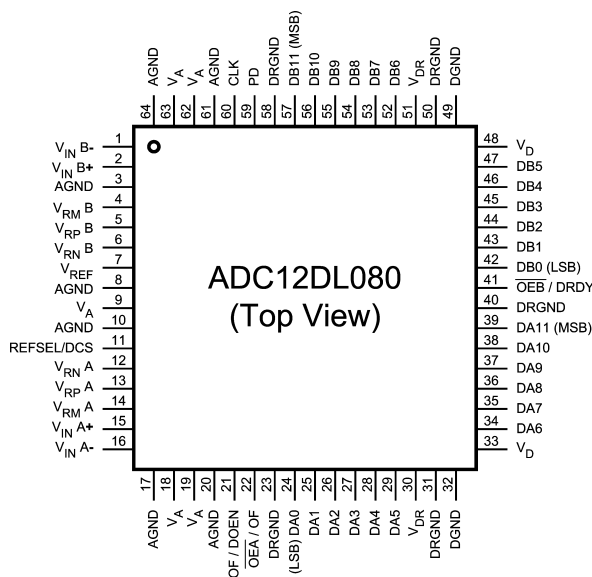 AGND
V_A
V_A
AGND
CLK
PD
DRGND
DB11 (MSB)
DB10
DB9
DB8
DB7
DB6
V_DR
DRGND
DGND
64
63
62
61
60
59
58
57
56
55
54
53
52
51
50
49
V_IN B- 1
V_IN B+ 2
AGND 3
V_RM B 4
V_RP B 5
V_RN B 6
V_REF 7
AGND 8
V_A 9
AGND 10
REFSEL/DCS 11
V_RN A 12
V_RP A 13
V_RM A 14
V_IN A+ 15
V_IN A- 16
ADC12DL080
(Top View)
48 V_D
47 DB5
46 DB4
45 DB3
44 DB2
43 DB1
42 DB0 (LSB)
41 OEB / DRDY
40 DRGND
39 DA11 (MSB)
38 DA10
37 DA9
36 DA8
35 DA7
34 DA6
33 V_D
17
18
19
20
21
22
23
24
25
26
27
28
29
30
31
32
AGND
V_A
V_A
AGND
OF / DOEN
OEA / OF
DRGND
(LSB) DA0
DA1
DA2
DA3
DA4
DA5
V_DR
DRGND
DGND